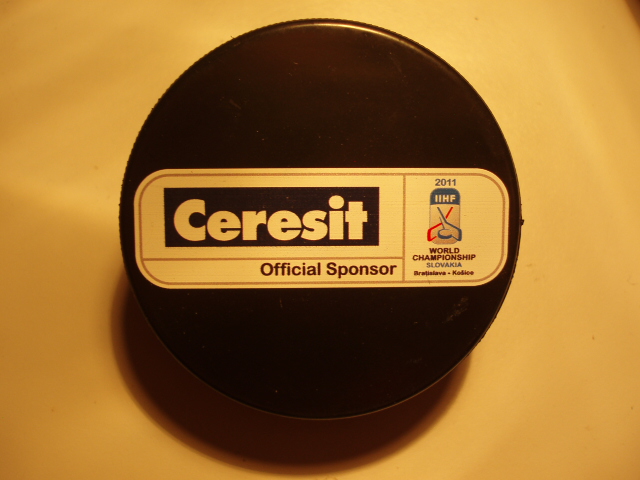 Ceresit
Official Sponsor
2011
IIHF
WORLD
CHAMPIONSHIP
SLOVAKIA
Bratislava - Košice